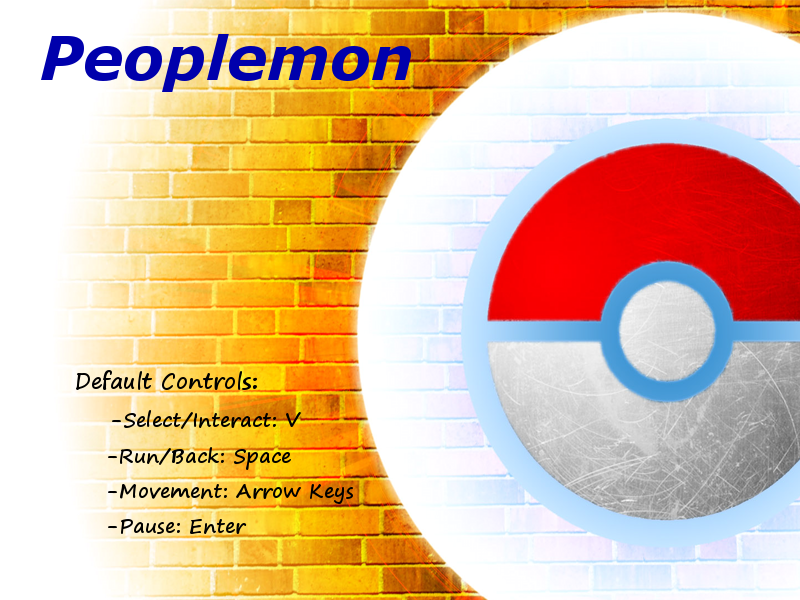 Peoplemon
Default Controls:
-Select/Interact: V
-Run/Back: Space
-Movement: Arrow Keys
-Pause: Enter